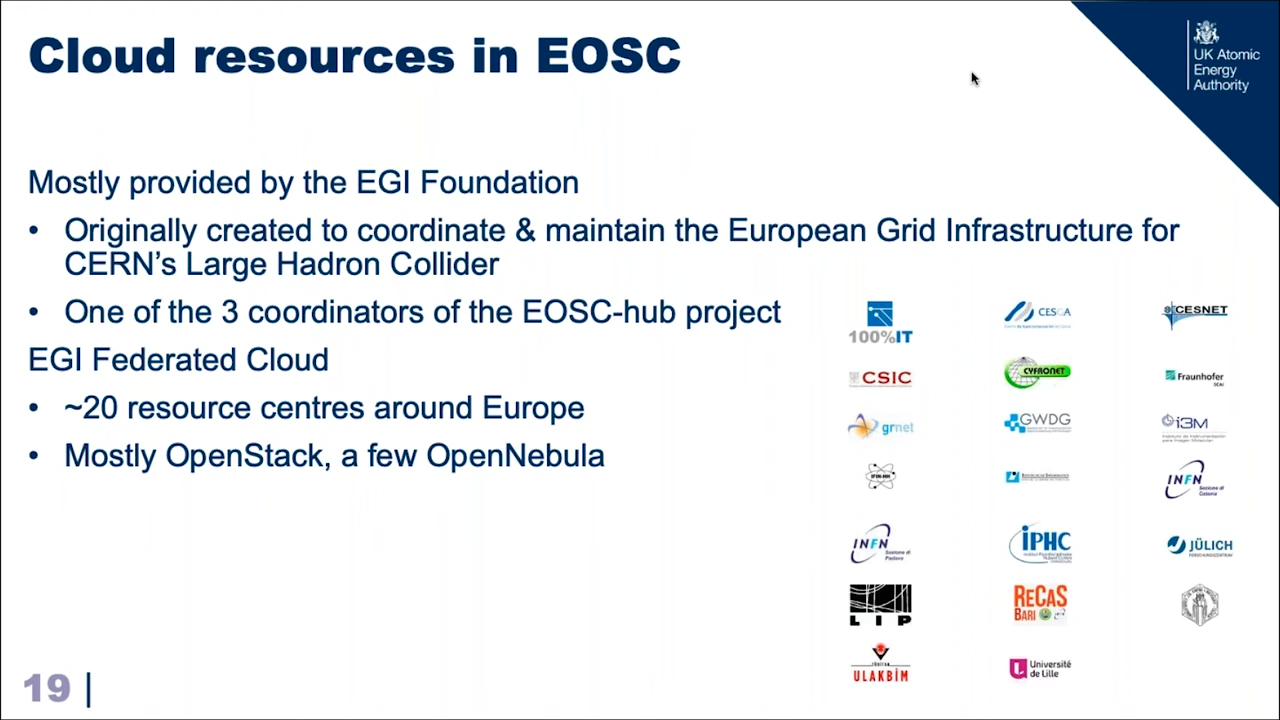 Cloud resources in EOSC
UK Atomic
Energy
Authority
Mostly provided by the EGI Foundation
• Originally created to coordinate & maintain the European Grid Infrastructure for
CERN's Large Hadron Collider
• One of the 3 coordinators of the EOSC-hub project
EGI Federated Cloud
• ~20 resource centres around Europe
• Mostly OpenStack, a few OpenNebula
100%IT
CESGA
CESNET
CSIC
CYFRONET
Fraunhofer
SCAI
grnet
GWDG
i3M
INFN
Sezione di
Catania
INFN
Sezione di
Padova
iPHC
JÜLICH
FORSCHUNGSZENTRUM
LIP
ReCaS
Bari
ULAKBİM
Université
de Lille
19 |